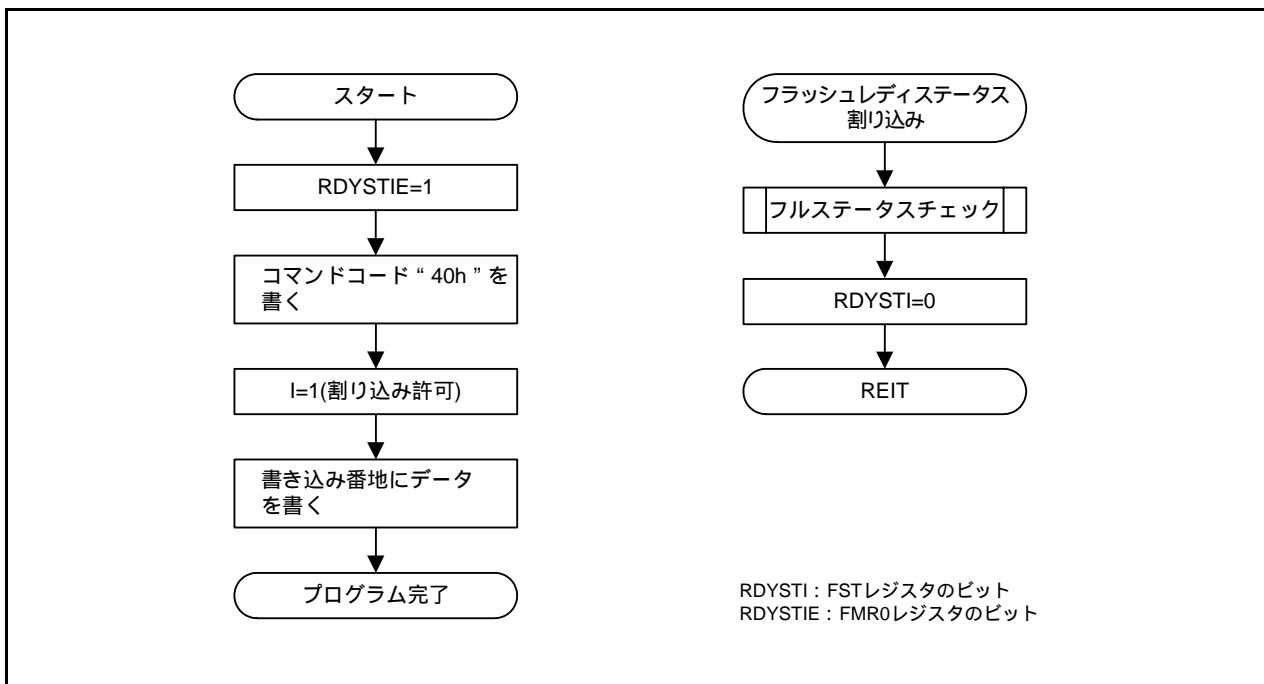 スタート
RDYSTIE=1
コマンドコード“40h”を
書く
I=1(割り込み許可)
書き込み番地にデータ
を書く
プログラム完了
フラッシュレディステータス
割り込み
フルステータスチェック
RDYSTI=0
REIT
RDYSTI：FSTレジスタのビット
RDYSTIE：FMR0レジスタのビット